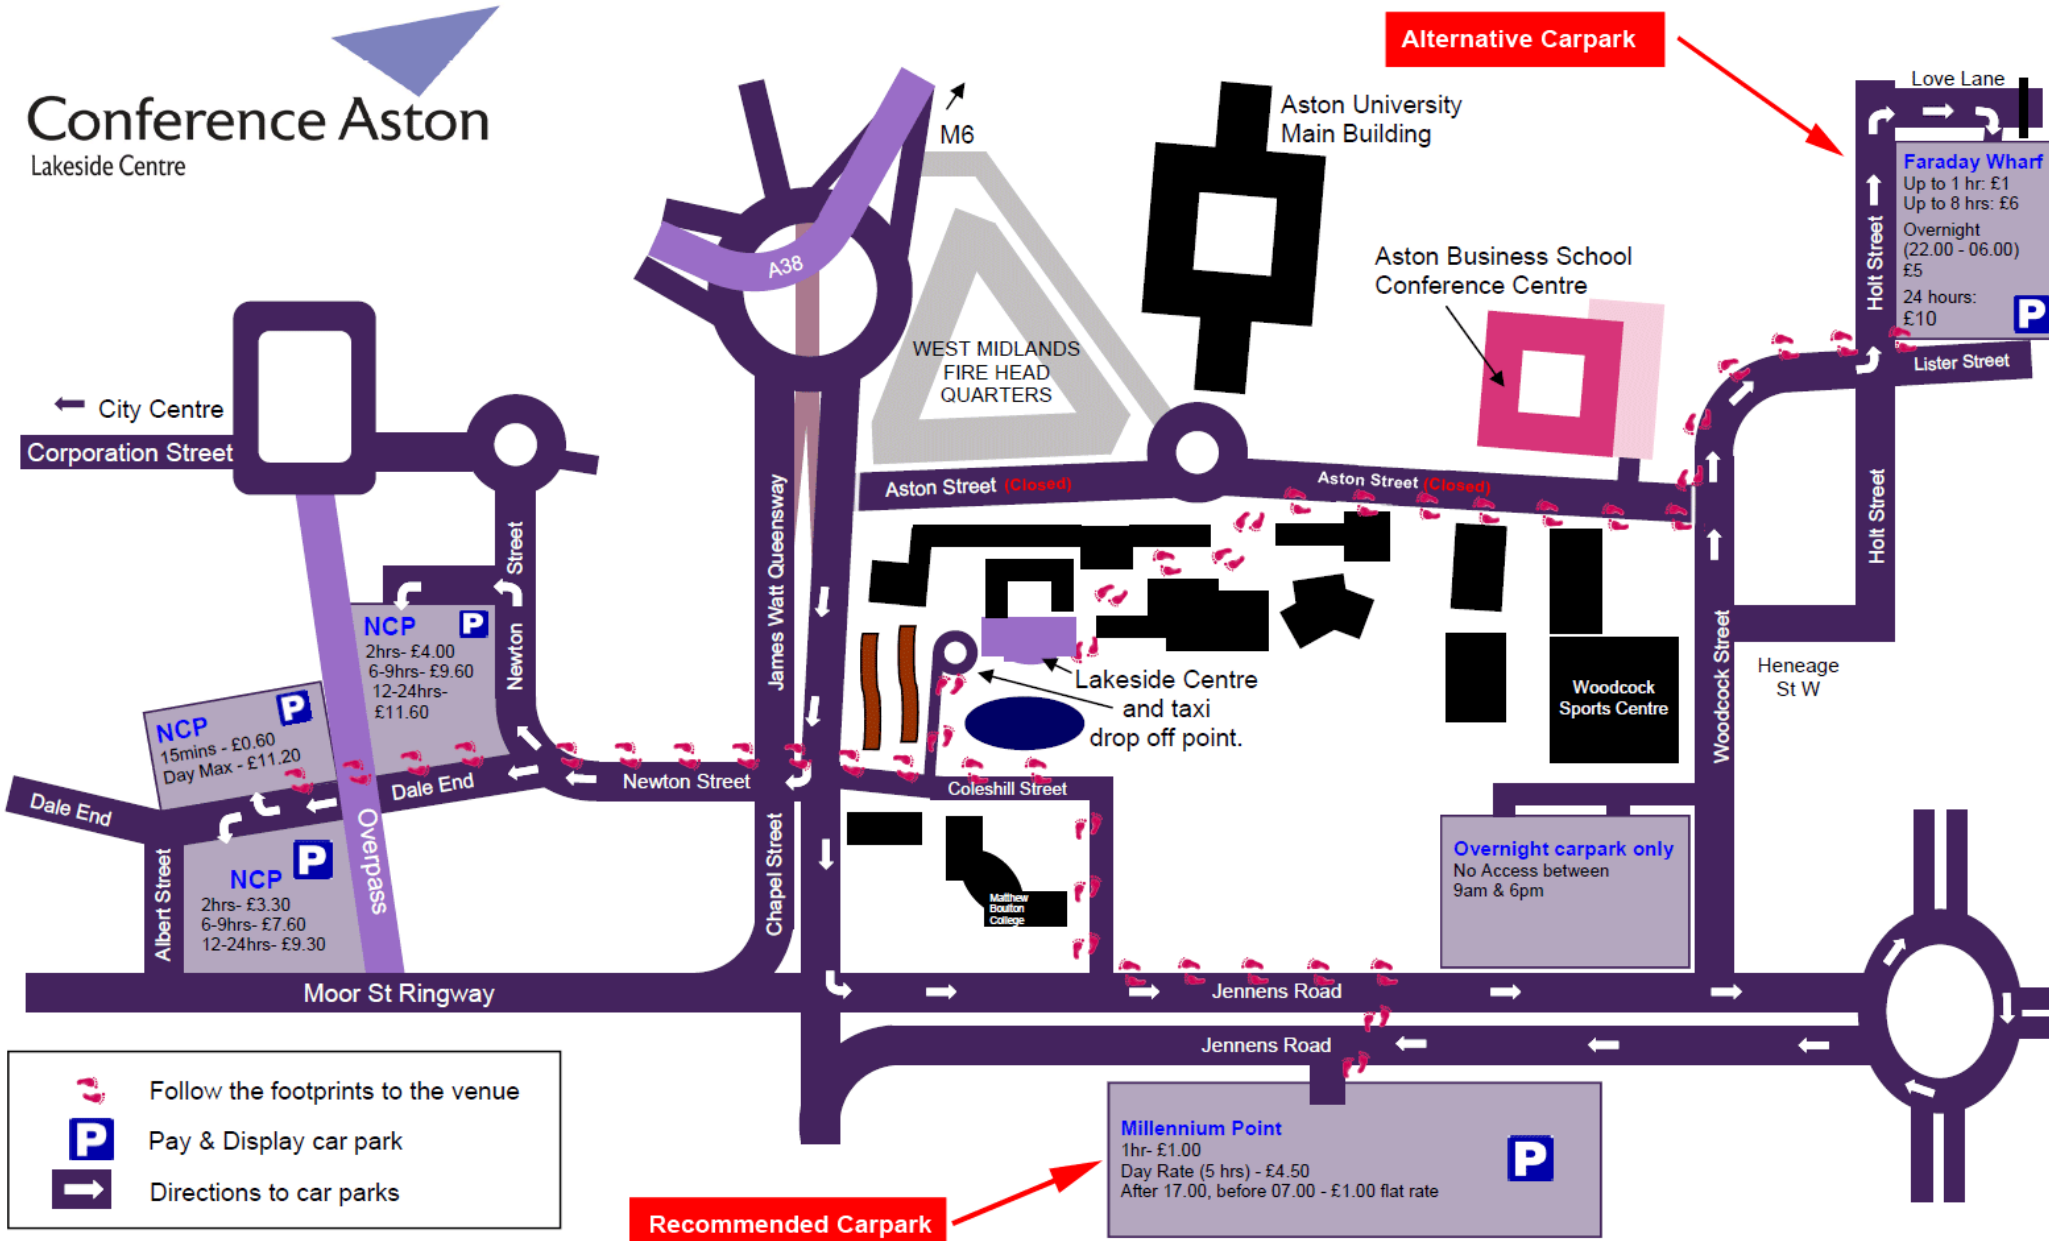 Conference Aston
Lakeside Centre
Alternative Carpark
Love Lane
M6
Aston University
Main Building
Faraday Wharf
Up to 1 hr: £1
Up to 8 hrs: £6
Overnight
(22.00 - 06.00)
£5
24 hours:
£10
P
Holt Street
A38
Aston Business School
Conference Centre
WEST MIDLANDS
FIRE HEAD
QUARTERS
Lister Street
City Centre
Corporation Street
Aston Street (Closed)
Aston Street (Closed)
James Watt Queensway
Newton Street
Holt Street
NCP
P
2hrs- £4.00
6-9hrs- £9.60
12-24hrs-
£11.60
NCP
P
15mins - £0.60
Day Max - £11.20
Lakeside Centre
and taxi
drop off point.
Woodcock
Sports Centre
Woodcock Street
Heneage
St W
Dale End
Dale End
Newton Street
Coleshill Street
Overpass
NCP
P
2hrs- £3.30
6-9hrs- £7.60
12-24hrs- £9.30
Albert Street
Chapel Street
Matthew
Boulton
College
Overnight carpark only
No Access between
9am & 6pm
Moor St Ringway
Jennens Road
Jennens Road
Follow the footprints to the venue
P
Pay & Display car park
Directions to car parks
Millennium Point
1hr- £1.00
Day Rate (5 hrs) - £4.50
After 17.00, before 07.00 - £1.00 flat rate
P
Recommended Carpark